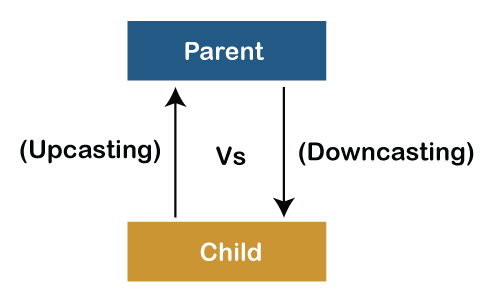 Parent
(Upcasting)
Vs
(Downcasting)
Child